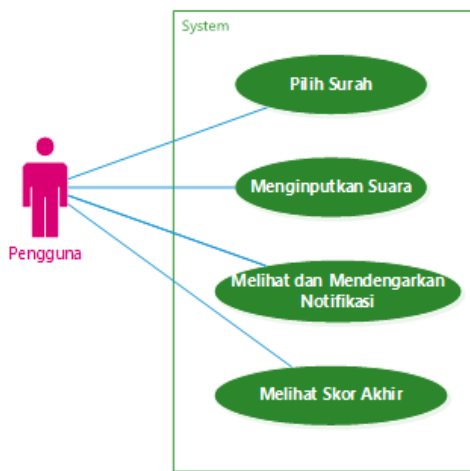 System
Pilih Surah
Menginputkan Suara
Pengguna
Melihat dan Mendengarkan
Notifikasi
Melihat Skor Akhir